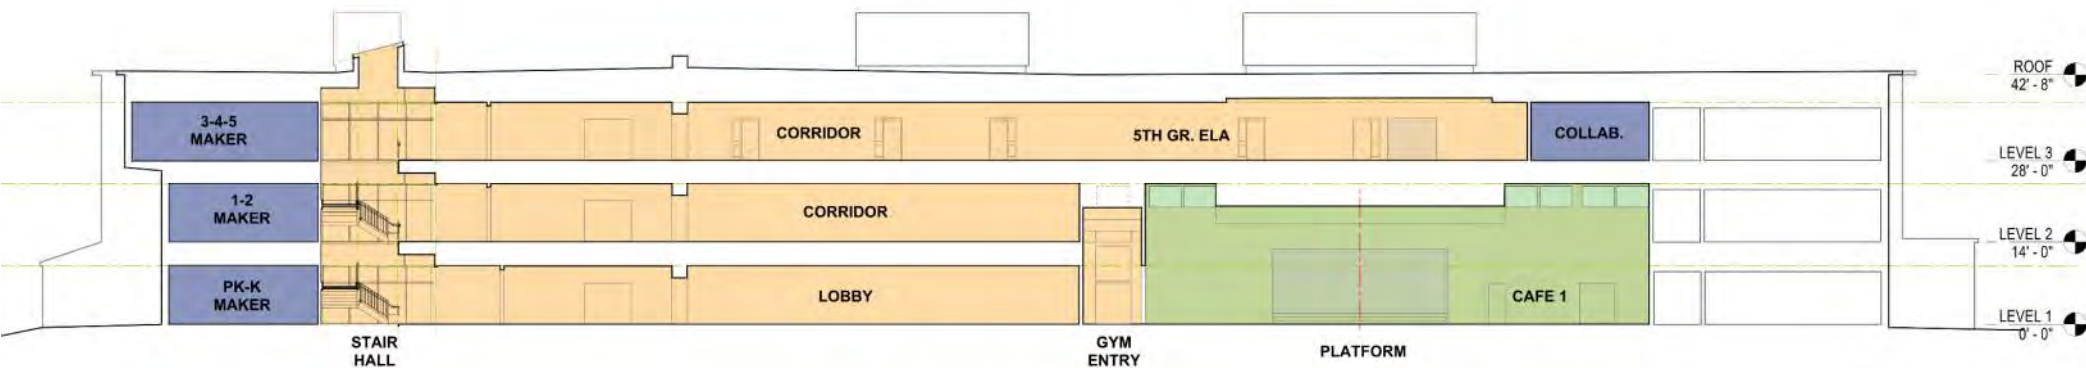 ROOF
42' - 8"
3-4-5
MAKER
CORRIDOR
5TH GR. ELA
COLLAB.
LEVEL 3
28' - 0"
1-2
MAKER
CORRIDOR
LEVEL 2
14' - 0"
PK-K
MAKER
LOBBY
CAFE 1
LEVEL 1
0' - 0"
STAIR
HALL
GYM
ENTRY
PLATFORM